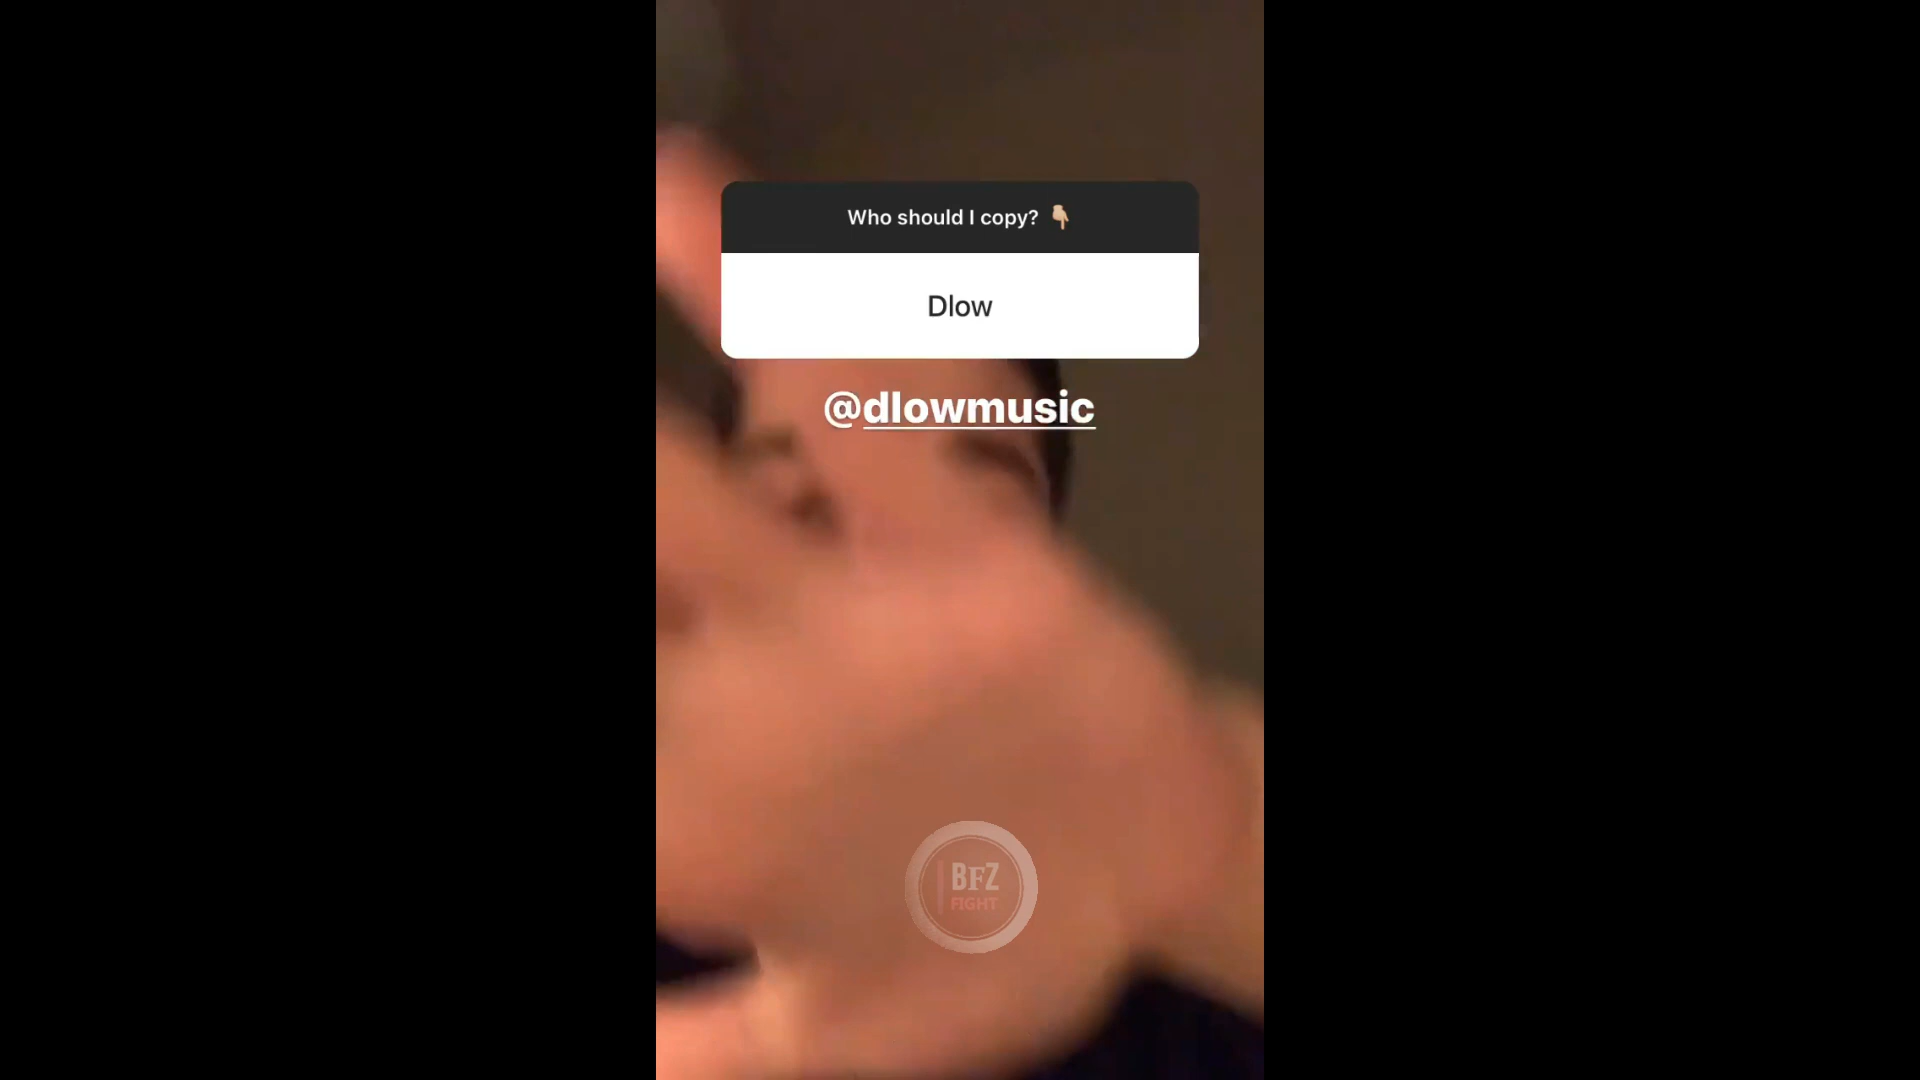 Who should I copy? 👇🏼
Dlow
@dlowmusic
BFZ
FIGHT